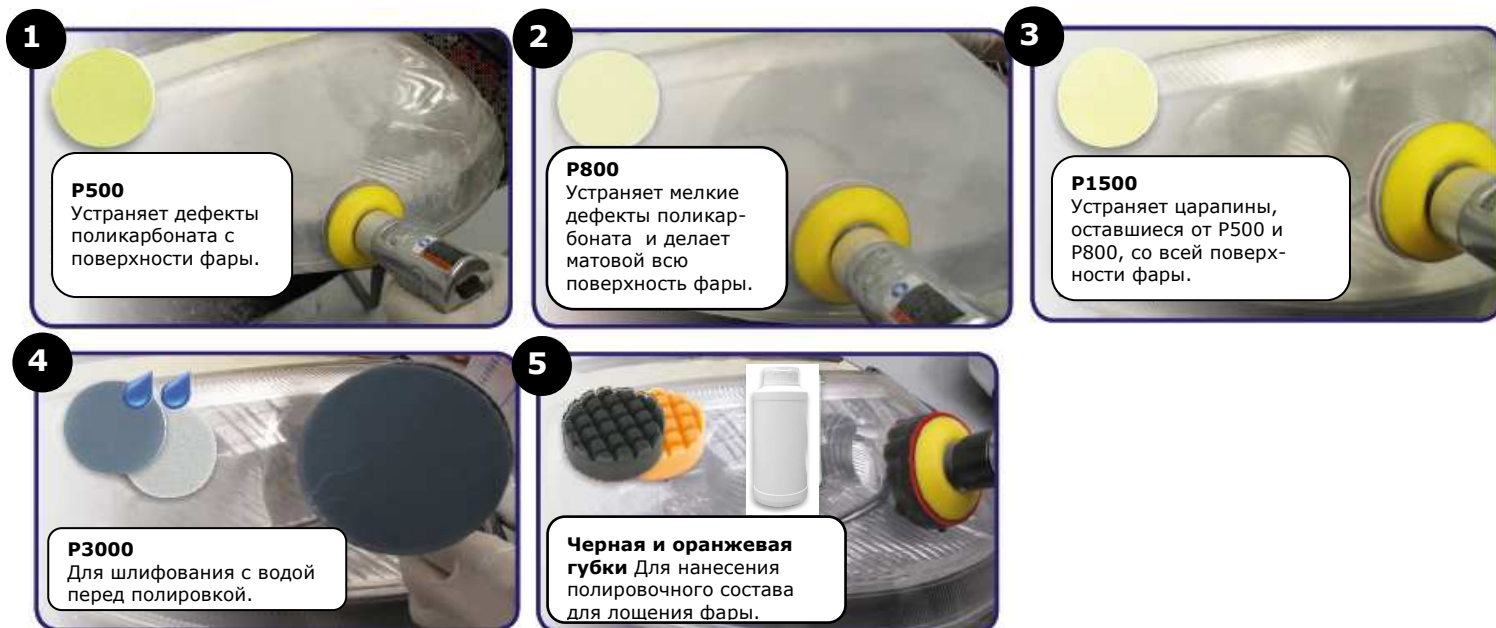 1
P500
Устраняет дефекты
поликарбоната с
поверхности фары.
2
P800
Устраняет мелкие
дефекты поликар-
боната и делает
матовой всю
поверхность фары.
3
P1500
Устраняет царапины,
оставшиеся от P500 и
P800, со всей поверх-
ности фары.
4
P3000
Для шлифования с водой
перед полировкой.
5
Черная и оранжевая
губки Для нанесения
полировочного состава
для лощения фары.